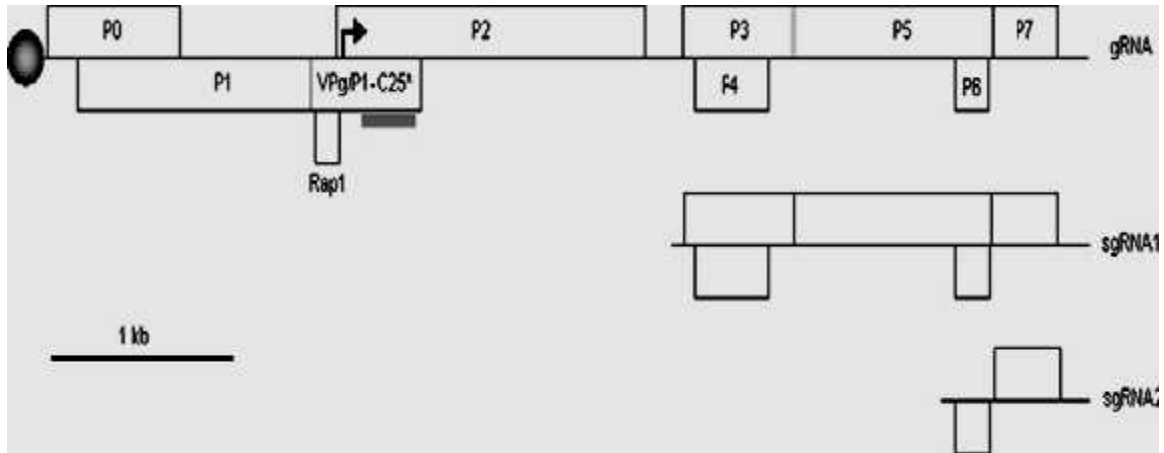 P0
P2
P3
P5
P7
gRNA
P1
VPg/P1-C25*
F4
P6
Rap1
sgRNA1
1 kb
sgRNA2